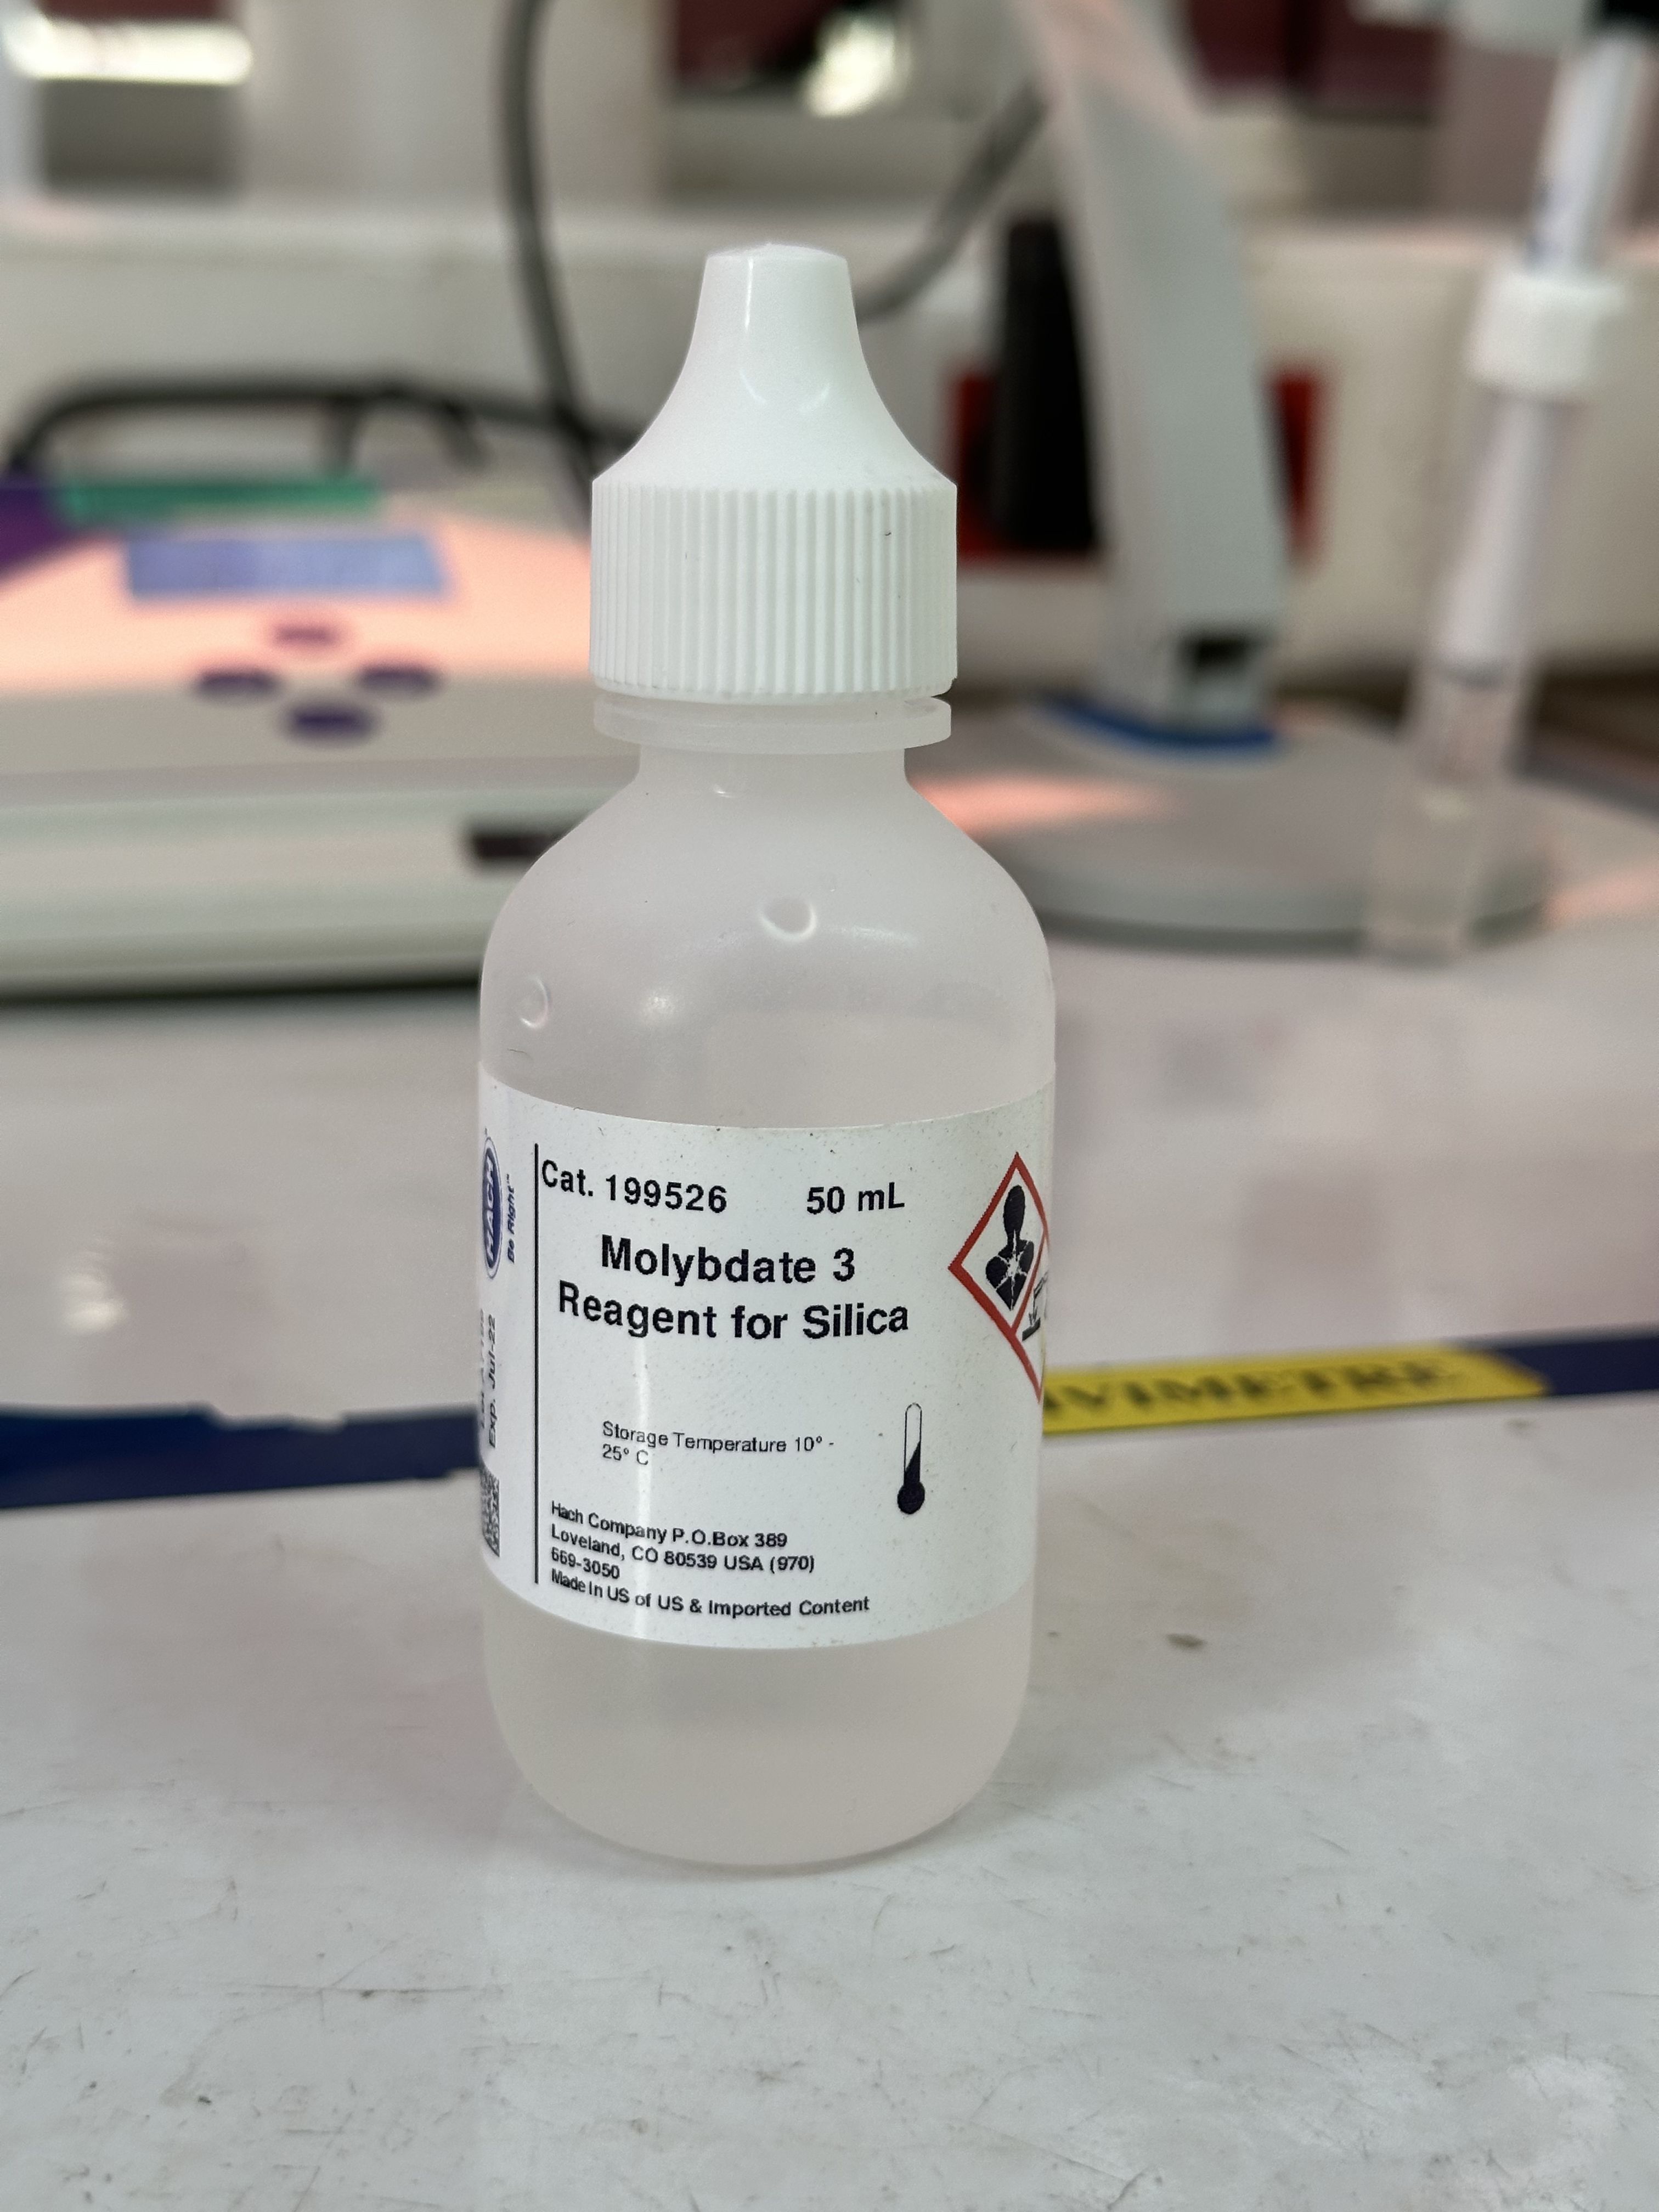 Cat. 199526 50 mL
Molybdate 3
Reagent for Silica
Storage Temperature 10° -
25° C
Hach Company P.O.Box 389
Loveland, CO 80539 USA (970)
669-3050
Made In US of US & Imported Content
HACH
Be Right™
Exp. Jul-22